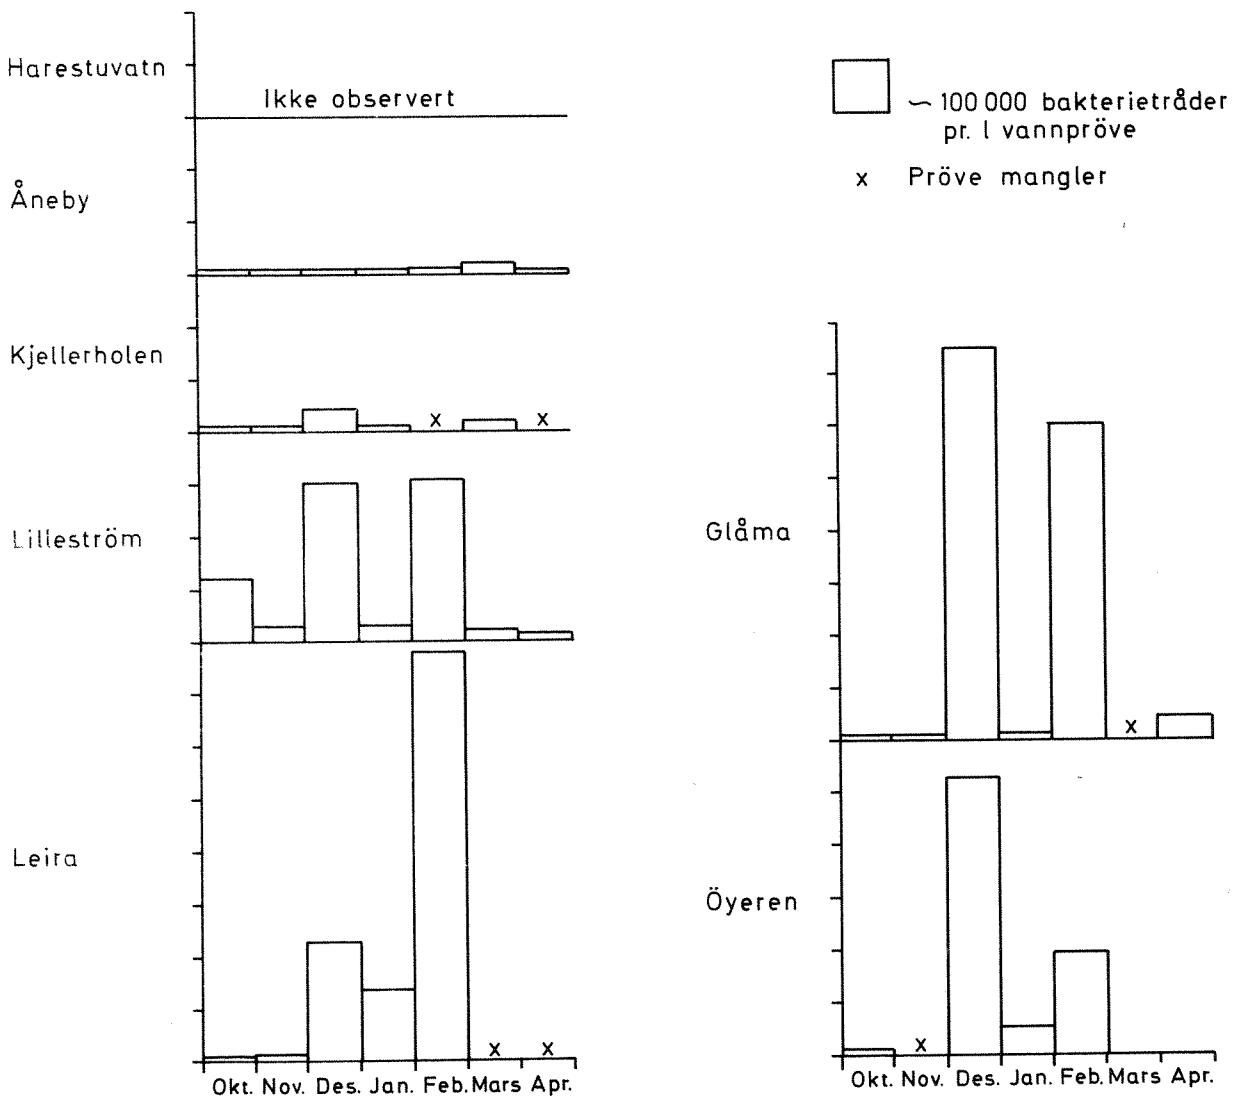 Harestuvatn
Ikke observert
Åneby
Kjellerholen
x x
Lilleström
Leira
x x
Okt. Nov. Des. Jan. Feb. Mars Apr.
∽ 100 000 bakterietråder
pr. l vannpröve
x Pröve mangler
Glåma
x
Öyeren
x
Okt. Nov. Des. Jan. Feb. Mars Apr.